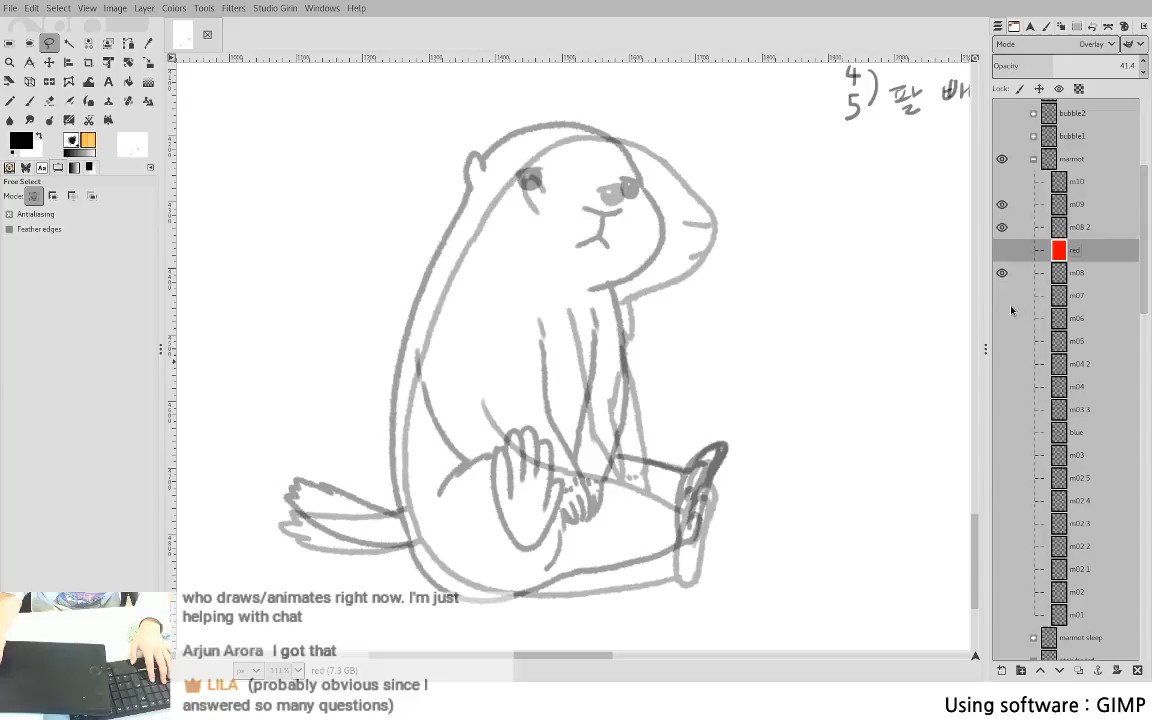 File Edit Select View Image Layer Colors Tools Filters Studio Girin Windows Help
Mode Overlay
Opacity 41.4
Lock:
4
5) 팔 배
bubble2
bubble1
marmot
m10
m09
m08 2
red
m08
m07
m06
m05
m04 2
m04
m03 3
blue
m03
m02 5
m02 4
m02 3
m02 2
m02 1
m02
m01
marmot sleep
Free Select
Mode:
Antialiasing
Feather edges
who draws/animates right now. I'm just
helping with chat
Arjun Arora I got that
px 111% red (7.3 GB)
LILA (probably obvious since I
answered so many questions)
Using software : GIMP